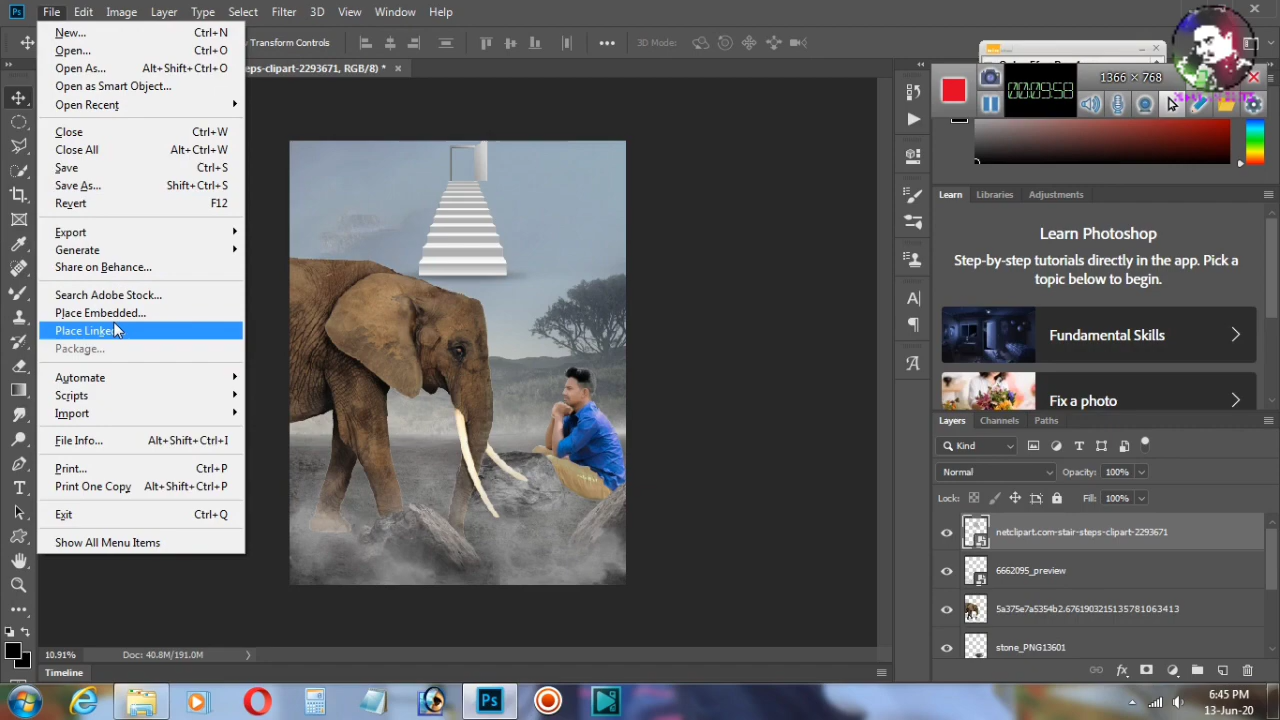 Ps File Edit Image Layer Type Select Filter 3D View Window Help
New... Ctrl+N
Open... Ctrl+O
Open As... Alt+Shift+Ctrl+O
Open as Smart Object...
Open Recent
Close Ctrl+W
Close All Alt+Ctrl+W
Save Ctrl+S
Save As... Shift+Ctrl+S
Revert F12
Export
Generate
Share on Behance...
Search Adobe Stock...
Place Embedded...
Place Linked
Package...
Automate
Scripts
Import
File Info... Alt+Shift+Ctrl+I
Print... Ctrl+P
Print One Copy Alt+Shift+Ctrl+P
Exit Ctrl+Q
Show All Menu Items
Transform Controls
3D Mode:
eps-clipart-2293671, RGB/8) *
1366 × 768
00:09:58
Learn Libraries Adjustments
Learn Photoshop
Step-by-step tutorials directly in the app. Pick a topic below to begin.
Fundamental Skills
Fix a photo
Layers Channels Paths
Kind
Normal Opacity: 100%
Lock: Fill: 100%
netclipart.com-stair-steps-clipart-2293671
6662095_preview
5a375e7a5354b2.6761903215135781063413
stone_PNG13601
10.91% Doc: 40.8M/191.0M
Timeline
Ps
6:45 PM
13-Jun-20